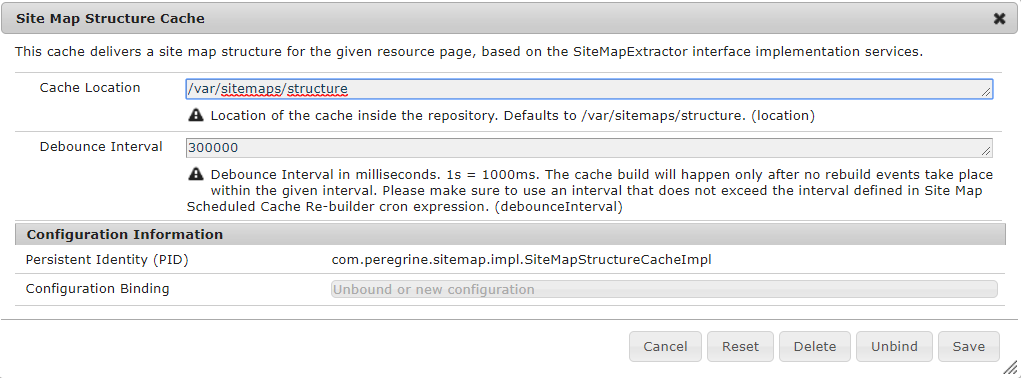 Site Map Structure Cache
This cache delivers a site map structure for the given resource page, based on the SiteMapExtractor interface implementation services.
Cache Location
/var/sitemaps/structure
Location of the cache inside the repository. Defaults to /var/sitemaps/structure. (location)
Debounce Interval
300000
Debounce Interval in milliseconds. 1s = 1000ms. The cache build will happen only after no rebuild events take place
within the given interval. Please make sure to use an interval that does not exceed the interval defined in Site Map
Scheduled Cache Re-builder cron expression. (debounceInterval)
Configuration Information
Persistent Identity (PID) com.peregrine.sitemap.impl.SiteMapStructureCacheImpl
Configuration Binding Unbound or new configuration
Cancel Reset Delete Unbind Save